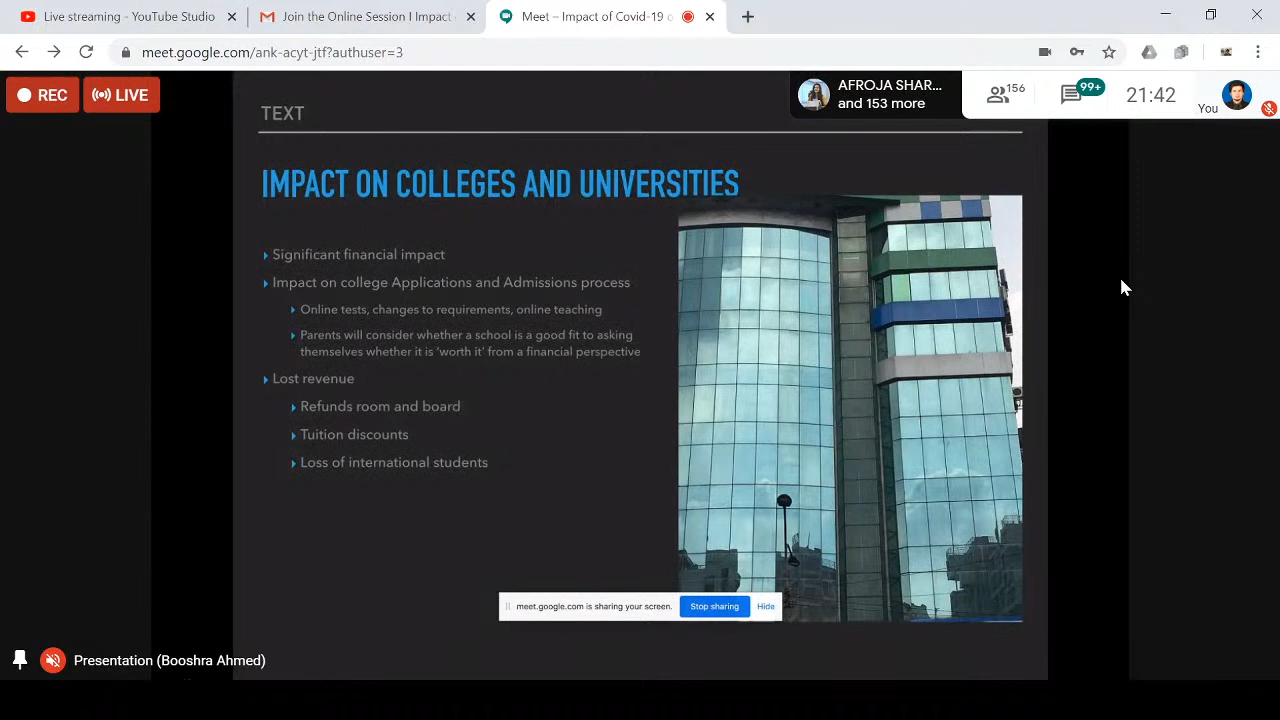 Live streaming - YouTube Studio
Join the Online Session I Impact
Meet – Impact of Covid-19 o
meet.google.com/ank-acyt-jtf?authuser=3
REC
LIVE
AFROJA SHAR...
and 153 more
156
99+
21:42
You
TEXT
IMPACT ON COLLEGES AND UNIVERSITIES
Significant financial impact
Impact on college Applications and Admissions process
Online tests, changes to requirements, online teaching
Parents will consider whether a school is a good fit to asking
themselves whether it is ‘worth it’ from a financial perspective
Lost revenue
Refunds room and board
Tuition discounts
Loss of international students
meet.google.com is sharing your screen.
Stop sharing
Hide
Presentation (Booshra Ahmed)